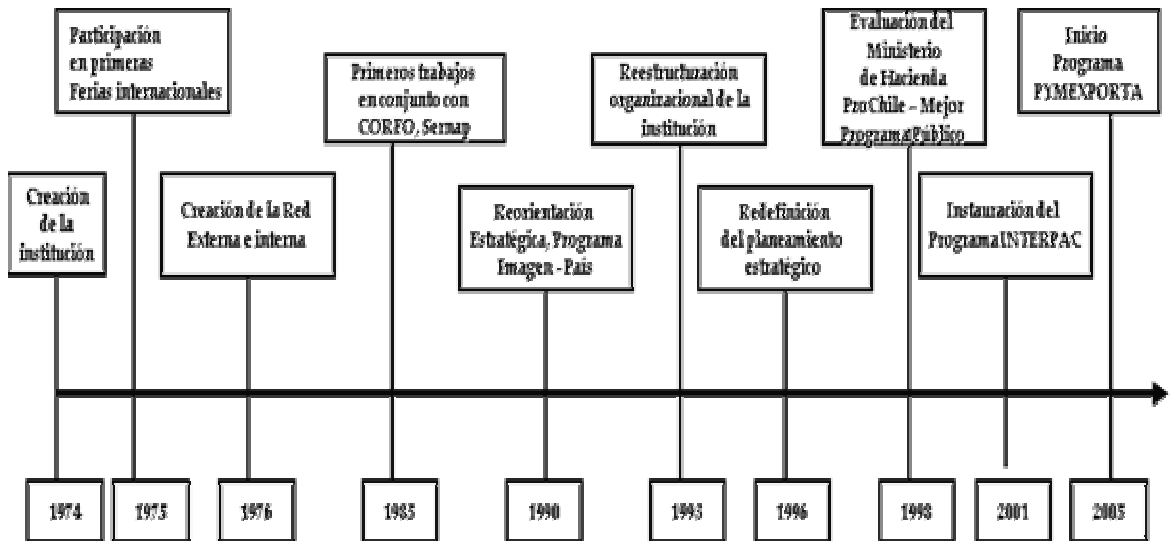 Participación
en primeras
Ferias internacionales
Primeros trabajos
en conjunto con
CORFO, Sernap
Reestructuración
organizacional de la
institución
Evaluación del
Ministerio
de Hacienda
ProChile – Mejor
Programa Público
Inicio
Programa
PYMEXPORTA
Creación
de la
institución
Creación de la Red
Externa e interna
Reorientación
Estratégica, Programa
Imagen - País
Redefinición
del planeamiento
estratégico
Instauración del
Programa INTERPAC
1974
1975
1976
1985
1990
1995
1996
1998
2001
2005